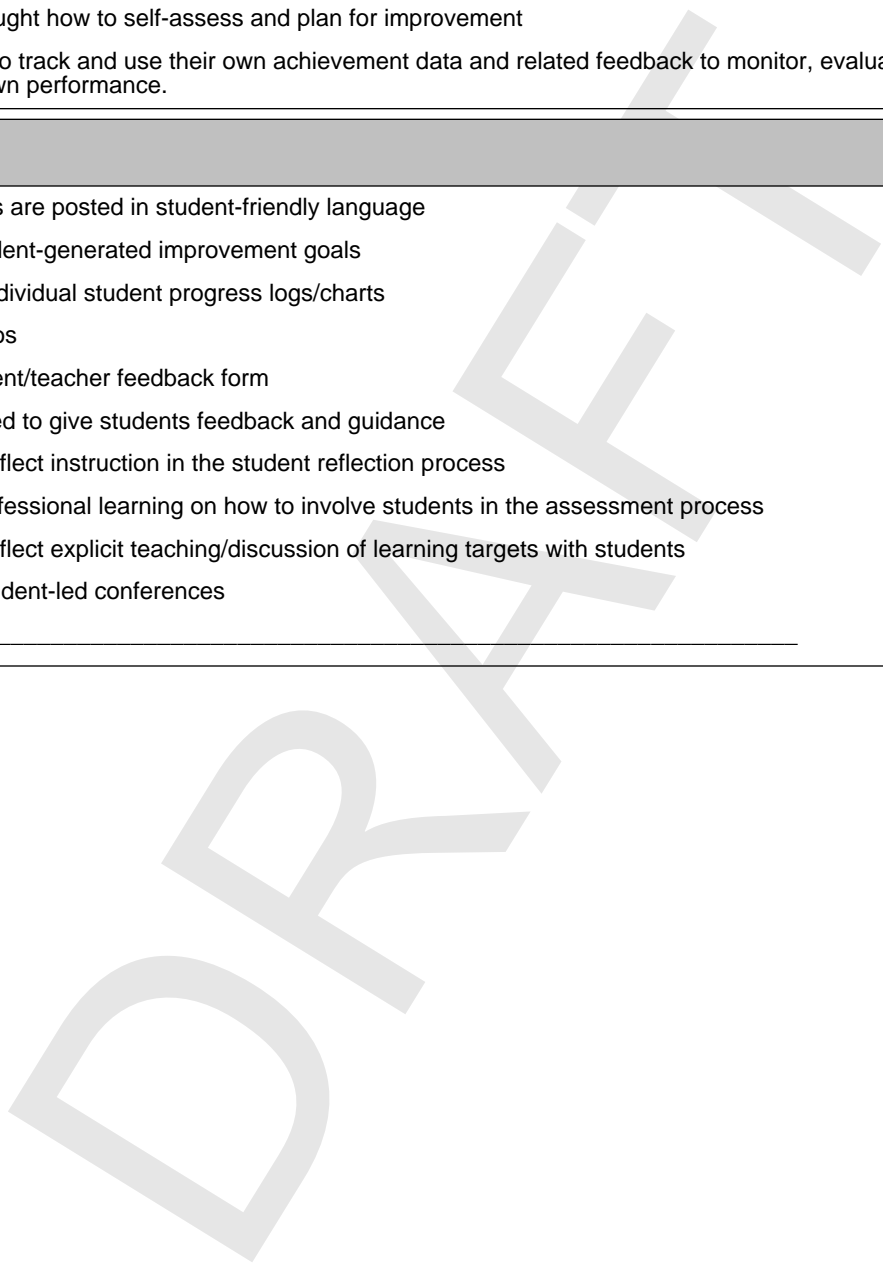 ught how to self-assess and plan for improvement
o track and use their own achievement data and related feedback to monitor, evalua
wn performance.
s are posted in student-friendly language
dent-generated improvement goals
dividual student progress logs/charts
os
ent/teacher feedback form
ed to give students feedback and guidance
flect instruction in the student reflection process
fessional learning on how to involve students in the assessment process
flect explicit teaching/discussion of learning targets with students
dent-led conferences
DRAFT